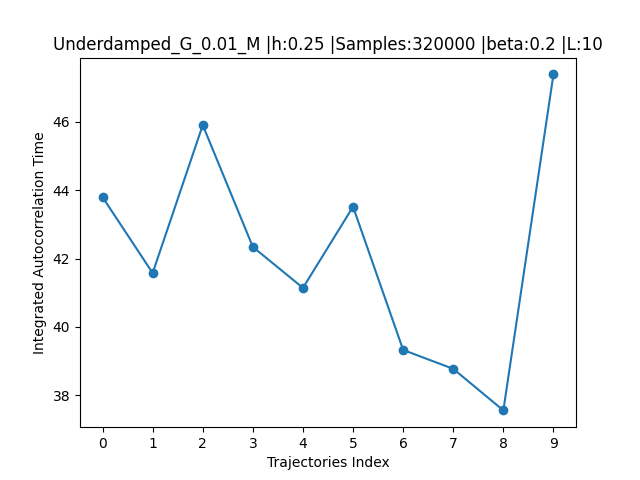 Underdamped_G_0.01_M |h:0.25 |Samples:320000 |beta:0.2 |L:10
Integrated Autocorrelation Time
46
44
42
40
38
0 1 2 3 4 5 6 7 8 9
Trajectories Index